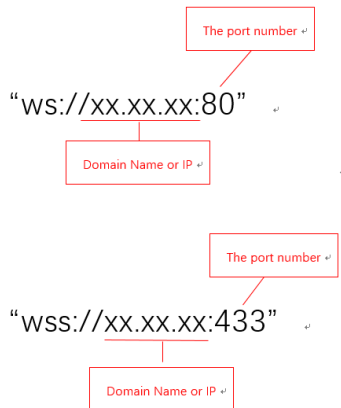 The port number
“ws://xx.xx.xx:80”
Domain Name or IP
The port number
“wss://xx.xx.xx:433”
Domain Name or IP